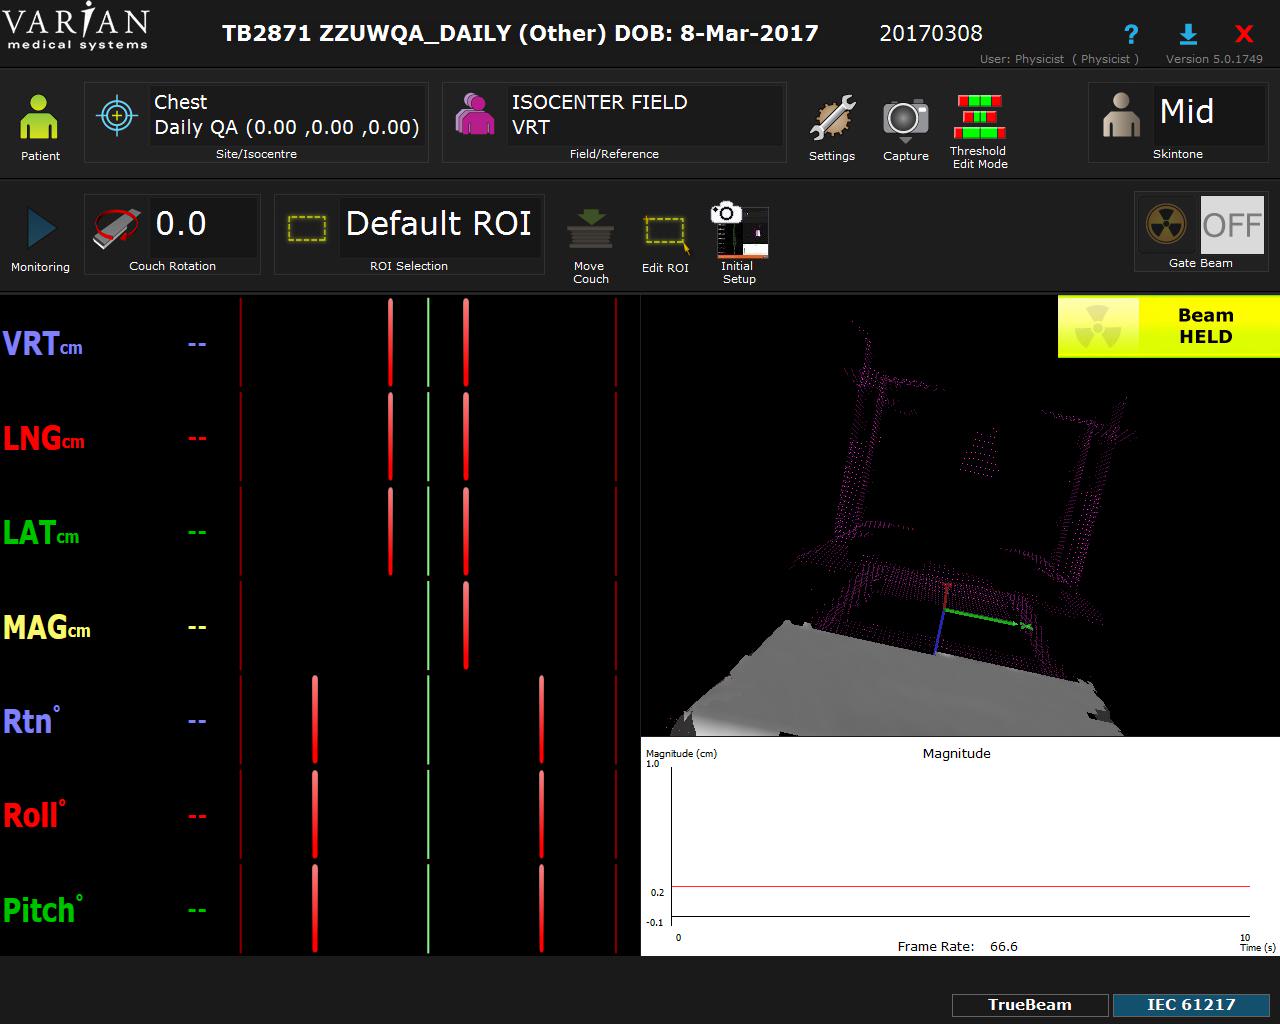 VARiAN
medical systems
TB2871 ZZUWQA_DAILY (Other) DOB: 8-Mar-2017
20170308
?
X
User: Physicist ( Physicist )
Version 5.0.1749
Patient
Chest
Daily QA (0.00 ,0.00 ,0.00)
Site/Isocentre
ISOCENTER FIELD
VRT
Field/Reference
Settings
Capture
Threshold
Edit Mode
Mid
Skintone
Monitoring
0.0
Couch Rotation
Default ROI
ROI Selection
Move
Couch
Edit ROI
Initial
Setup
OFF
Gate Beam
Beam
HELD
VRTcm --
LNGcm --
LATcm --
MAGcm --
Rtn° --
Roll° --
Pitch° --
Magnitude (cm)
Magnitude
1.0
0.2
-0.1
0
10
Time (s)
Frame Rate: 66.6
TrueBeam
IEC 61217